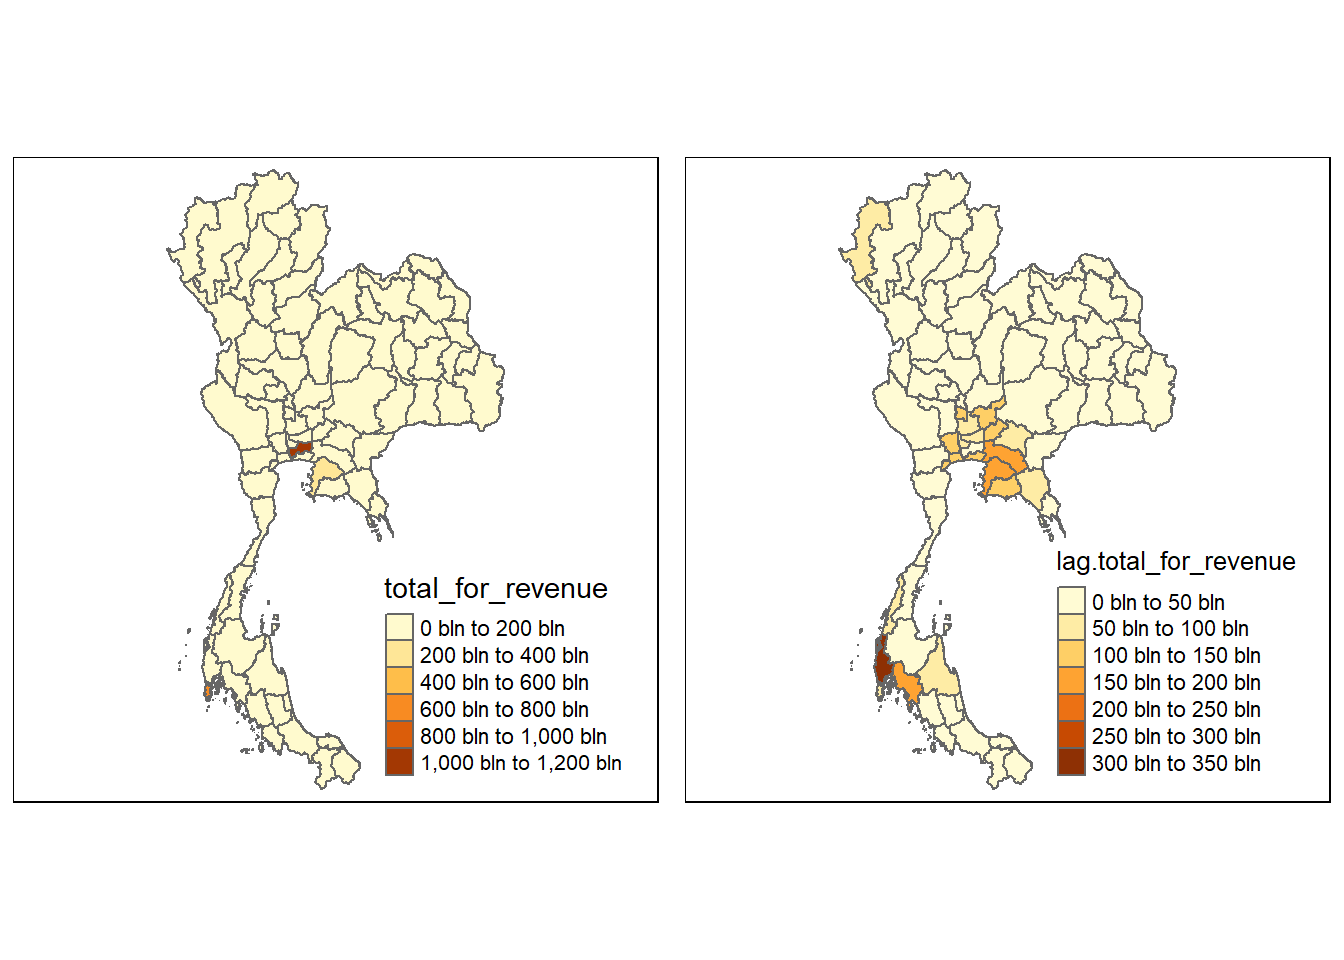 total_for_revenue
0 bln to 200 bln
200 bln to 400 bln
400 bln to 600 bln
600 bln to 800 bln
800 bln to 1,000 bln
1,000 bln to 1,200 bln
lag.total_for_revenue
0 bln to 50 bln
50 bln to 100 bln
100 bln to 150 bln
150 bln to 200 bln
200 bln to 250 bln
250 bln to 300 bln
300 bln to 350 bln